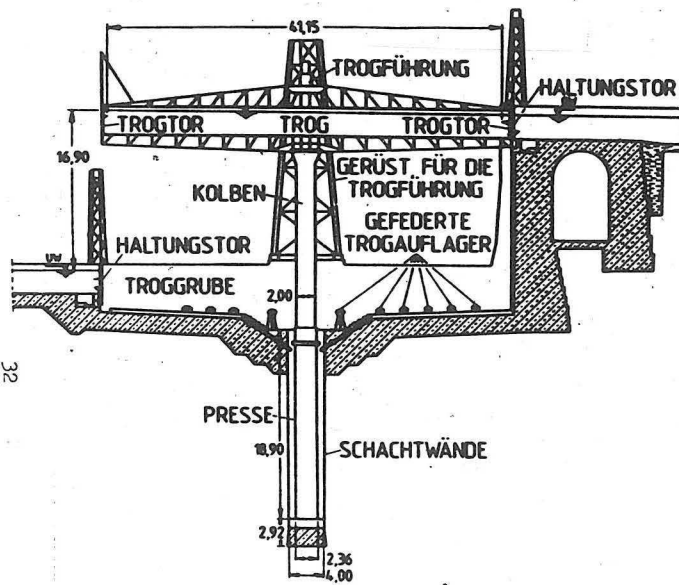 41,15
TROGFÜHRUNG
HALTUNGSTOR
TROGTOR
TROG
TROGTOR
16,90
KOLBEN
GERÜST FÜR DIE
TROGFÜHRUNG
GEFEDERTE
TROGAUFLAGER
UW
HALTUNGSTOR
TROGGRUBE
2,00
32
PRESSE
18,90
SCHACHTWÄNDE
2,92
2,36
4,00